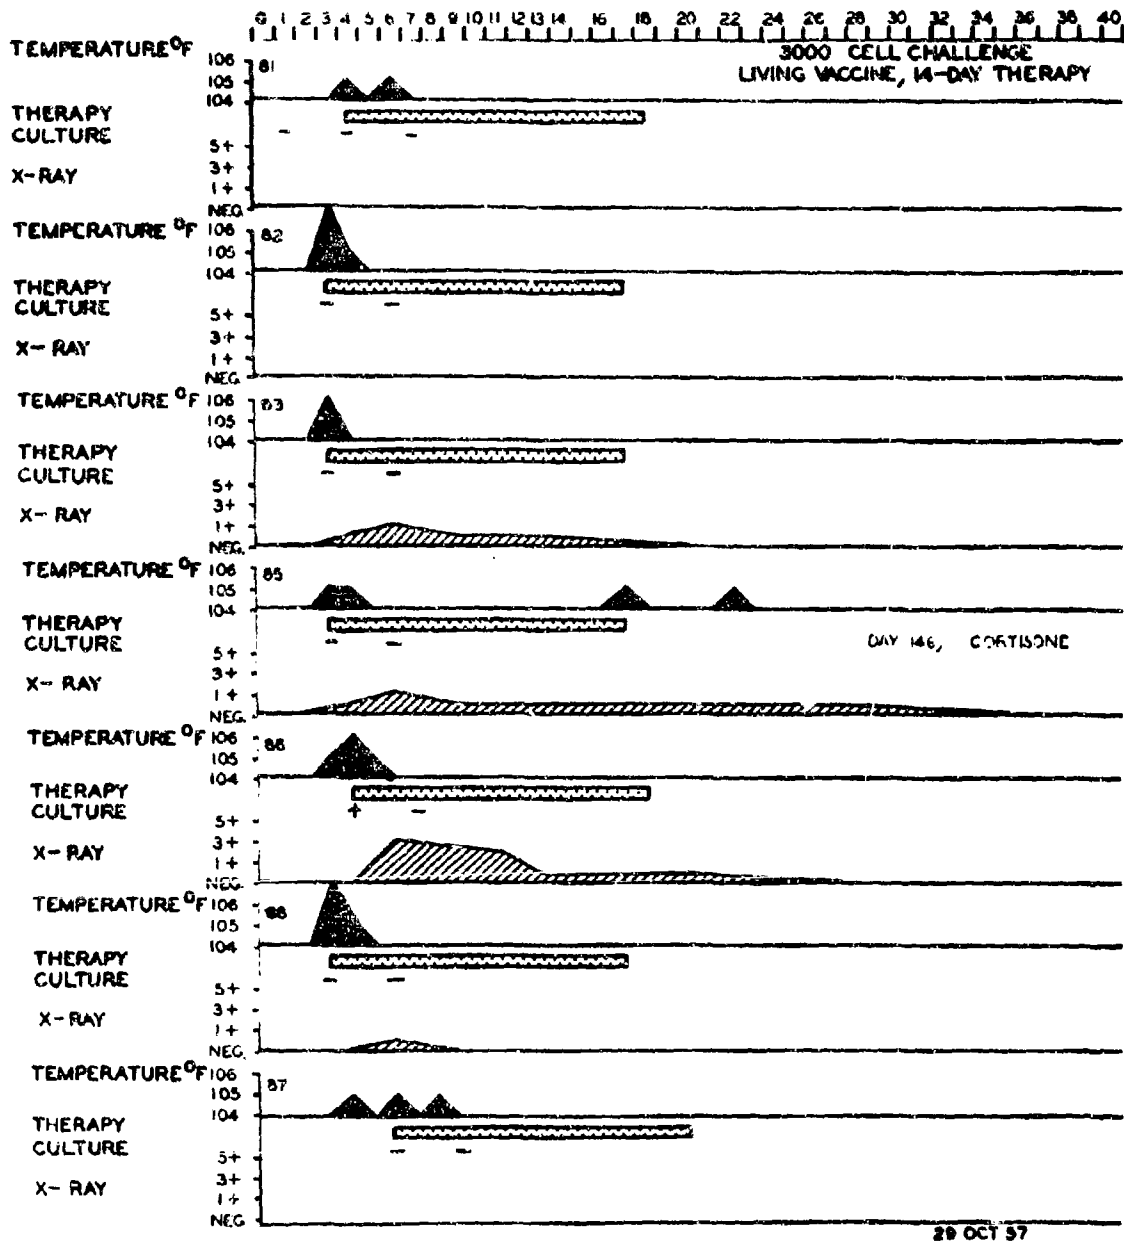 0 1 2 3 4 5 6 7 8 9 10 11 12 13 14 16 18 20 22 24 26 28 30 32 34 36 38 40
3000 CELL CHALLENGE
LIVING VACCINE, 14-DAY THERAPY
TEMPERATURE °F 106
81
105
104
THERAPY
CULTURE - - -
5+
X-RAY 3+
1+
NEG.
TEMPERATURE °F 106
82
105
104
THERAPY
CULTURE - -
5+
X-RAY 3+
1+
NEG.
TEMPERATURE °F 106
83
105
104
THERAPY
CULTURE - -
5+
X-RAY 3+
1+
NEG.
TEMPERATURE °F 106
85
105
104
THERAPY
CULTURE - -
DAY 146, CORTISONE
5+
X-RAY 3+
1+
NEG.
TEMPERATURE °F 106
105
104
THERAPY
CULTURE + -
5+
X-RAY 3+
1+
NEG.
TEMPERATURE °F 106
105
104
THERAPY
CULTURE - -
5+
X-RAY 3+
1+
NEG.
TEMPERATURE °F 106
87
105
104
THERAPY
CULTURE - -
5+
X-RAY 3+
1+
NEG.
29 OCT 57